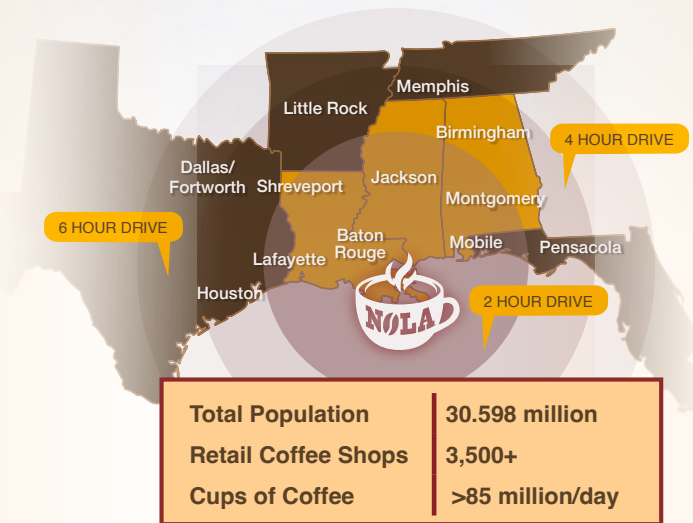 Memphis
Little Rock
Birmingham
4 HOUR DRIVE
Dallas/
Fortworth
Shreveport
Jackson
Montgomery
6 HOUR DRIVE
Baton
Rouge
Mobile
Pensacola
Lafayette
Houston
2 HOUR DRIVE
NOLA
Total Population 30.598 million
Retail Coffee Shops 3,500+
Cups of Coffee >85 million/day